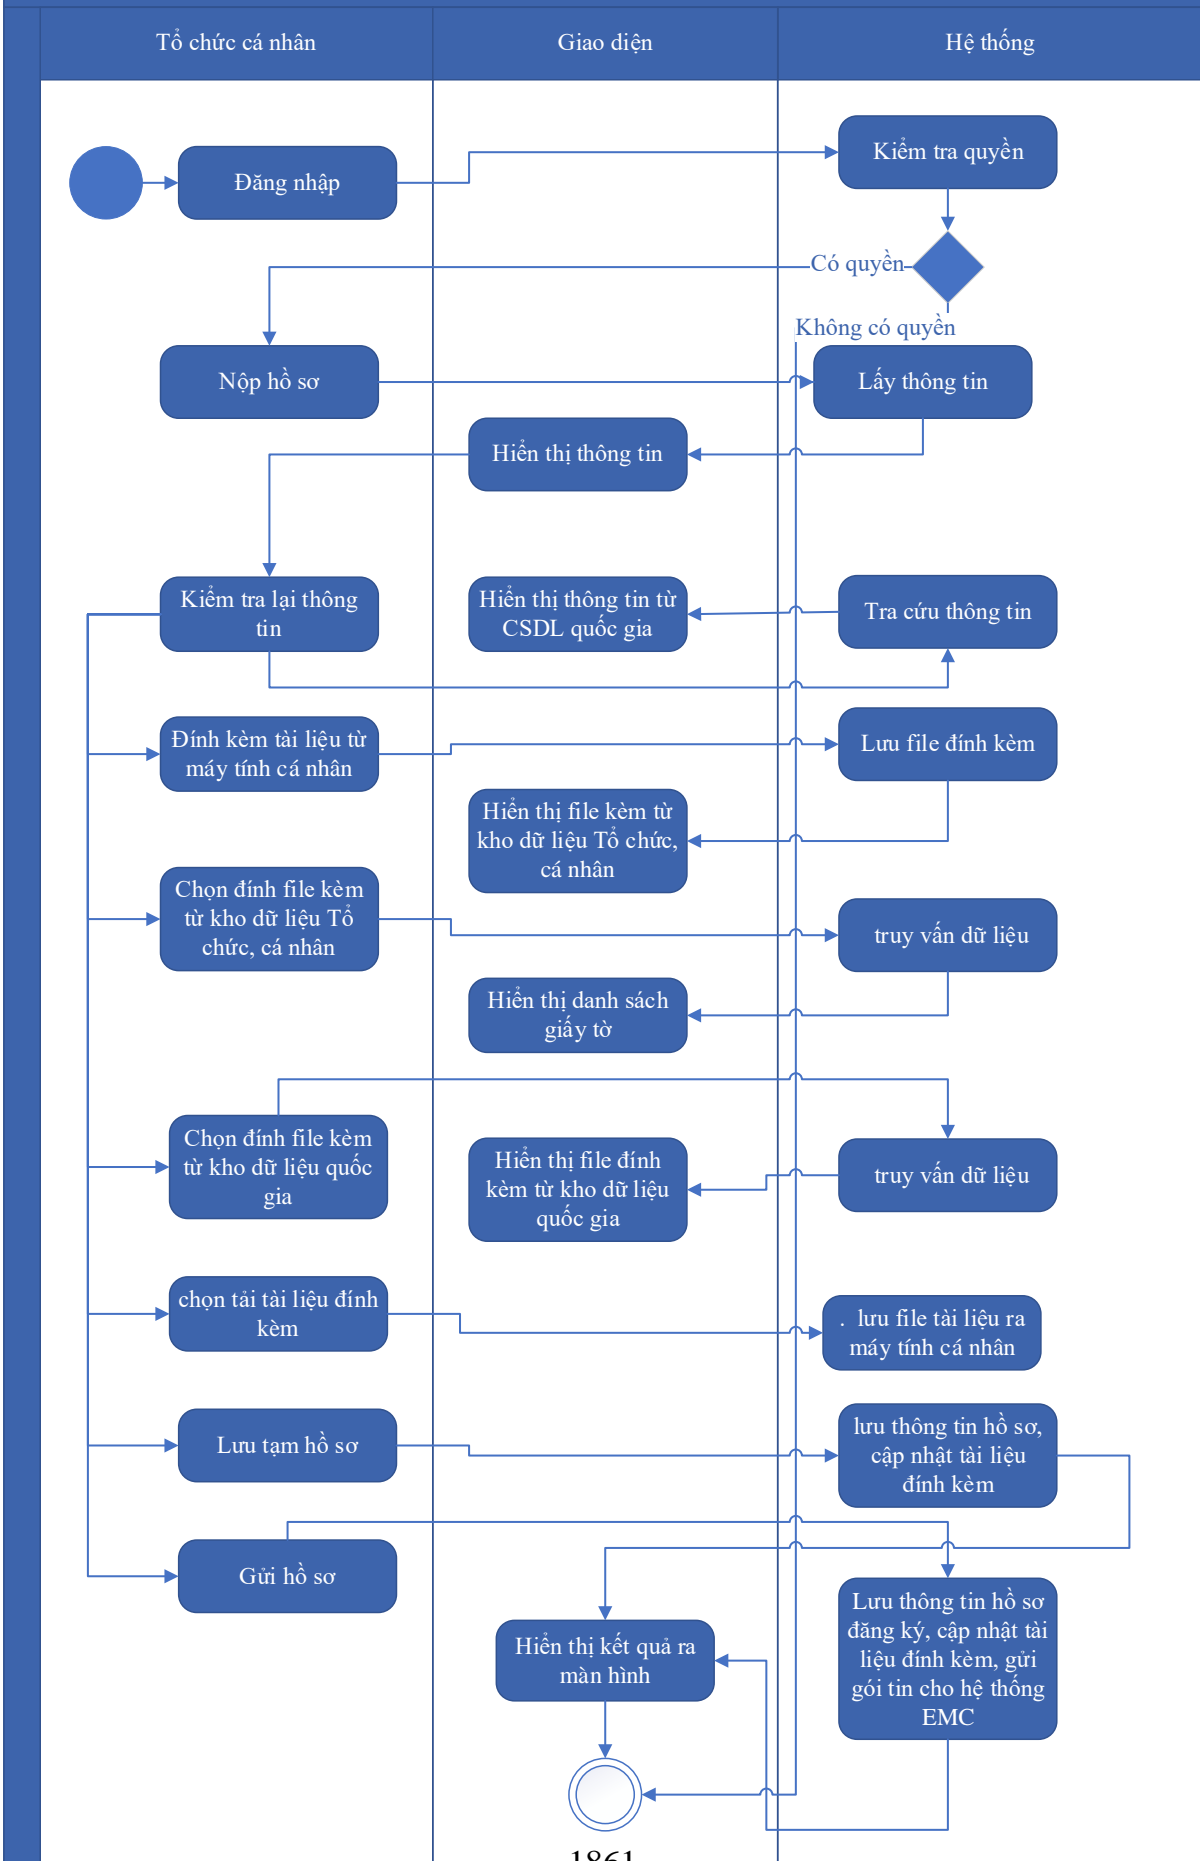 Tổ chức cá nhân
Giao diện
Hệ thống
Kiểm tra quyền
Đăng nhập
Có quyền
Không có quyền
Nộp hồ sơ
Lấy thông tin
Hiển thị thông tin
Kiểm tra lại thông
tin
Hiển thị thông tin từ
CSDL quốc gia
Tra cứu thông tin
Đính kèm tài liệu từ
máy tính cá nhân
Lưu file đính kèm
Hiển thị file kèm từ
kho dữ liệu Tổ chức,
cá nhân
Chọn đính file kèm
từ kho dữ liệu Tổ
chức, cá nhân
truy vấn dữ liệu
Hiển thị danh sách
giấy tờ
Chọn đính file kèm
từ kho dữ liệu quốc
gia
Hiển thị file đính
kèm từ kho dữ liệu
quốc gia
truy vấn dữ liệu
chọn tải tài liệu đính
kèm
. lưu file tài liệu ra
máy tính cá nhân
Lưu tạm hồ sơ
lưu thông tin hồ sơ,
cập nhật tài liệu
đính kèm
Gửi hồ sơ
Lưu thông tin hồ sơ
đăng ký, cập nhật tài
liệu đính kèm, gửi
gói tin cho hệ thống
EMC
Hiển thị kết quả ra
màn hình
1861